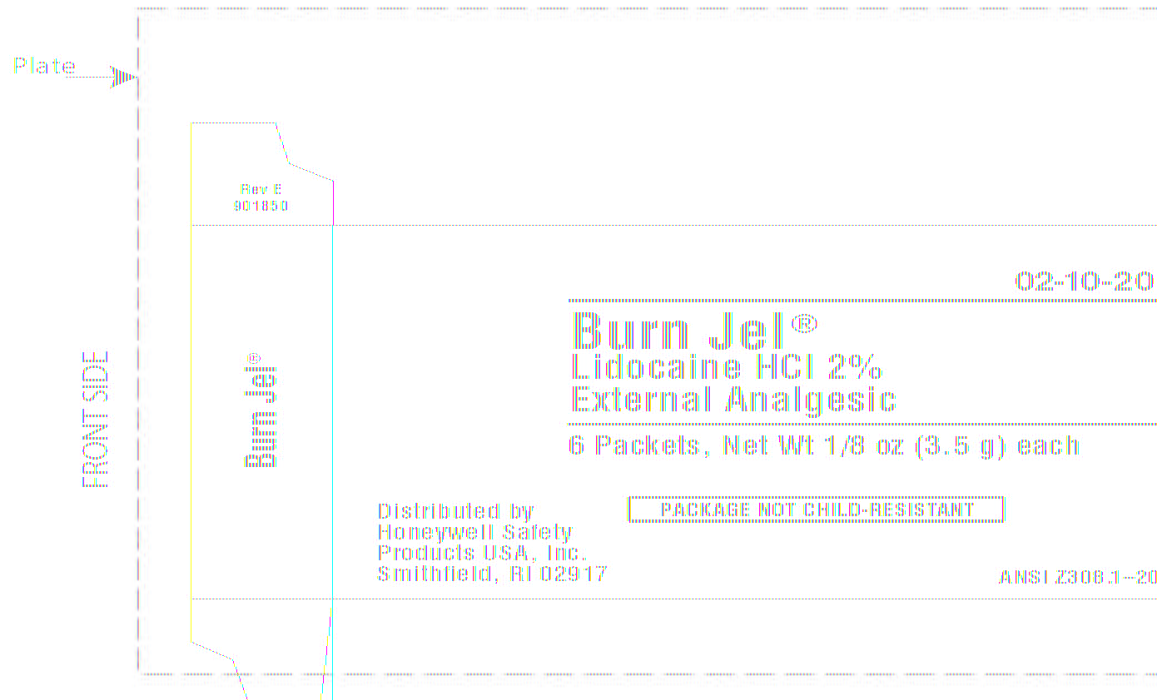 Plate
Rev B
901850
FRONT SIDE
Burn Jel®
02-10-20
Burn Jel®
Lidocaine HCl 2%
External Analgesic
6 Packets, Net Wt 1/8 oz (3.5 g) each
PACKAGE NOT CHILD-RESISTANT
Distributed by
Honeywell Safety
Products USA, Inc.
Smithfield, RI 02917
ANSI Z308.1–20